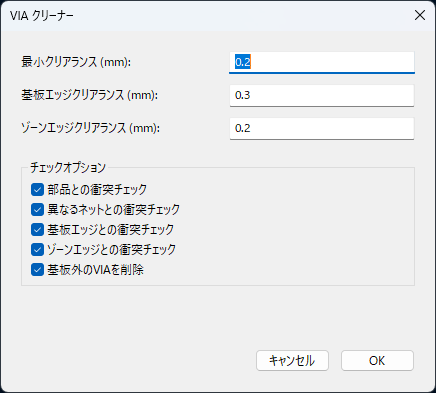 VIA クリーナー
最小クリアランス (mm): 0.2
基板エッジクリアランス (mm): 0.3
ゾーンエッジクリアランス (mm): 0.2
チェックオプション
部品との衝突チェック
異なるネットとの衝突チェック
基板エッジとの衝突チェック
ゾーンエッジとの衝突チェック
基板外のVIAを削除
キャンセル OK